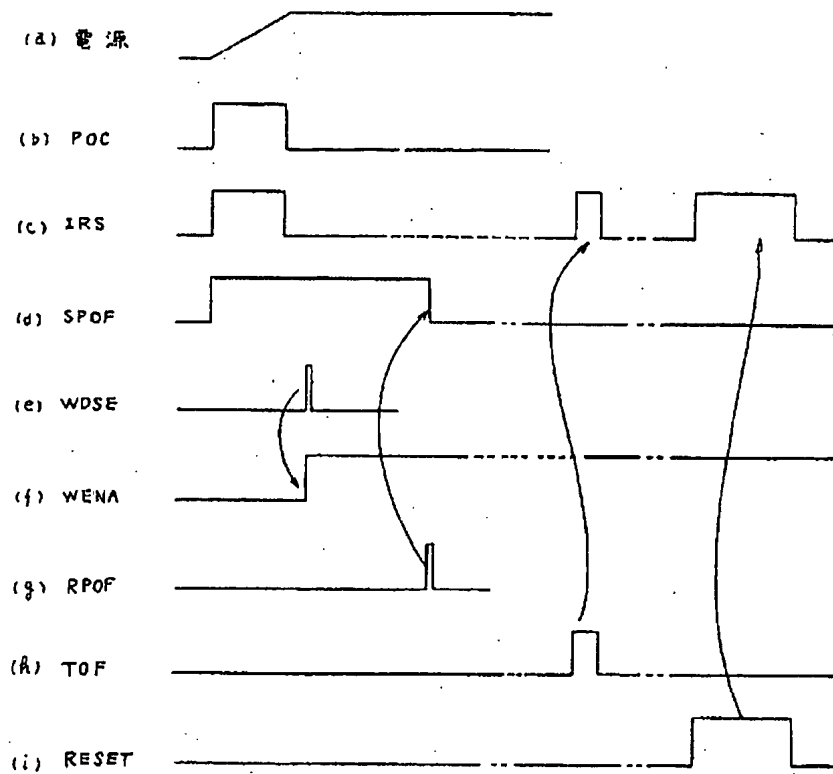 (a) 電源
(b) POC
(c) IRS
(d) SPOF
(e) WDSE
(f) WENA
(g) RPOF
(h) TOF
(i) RESET